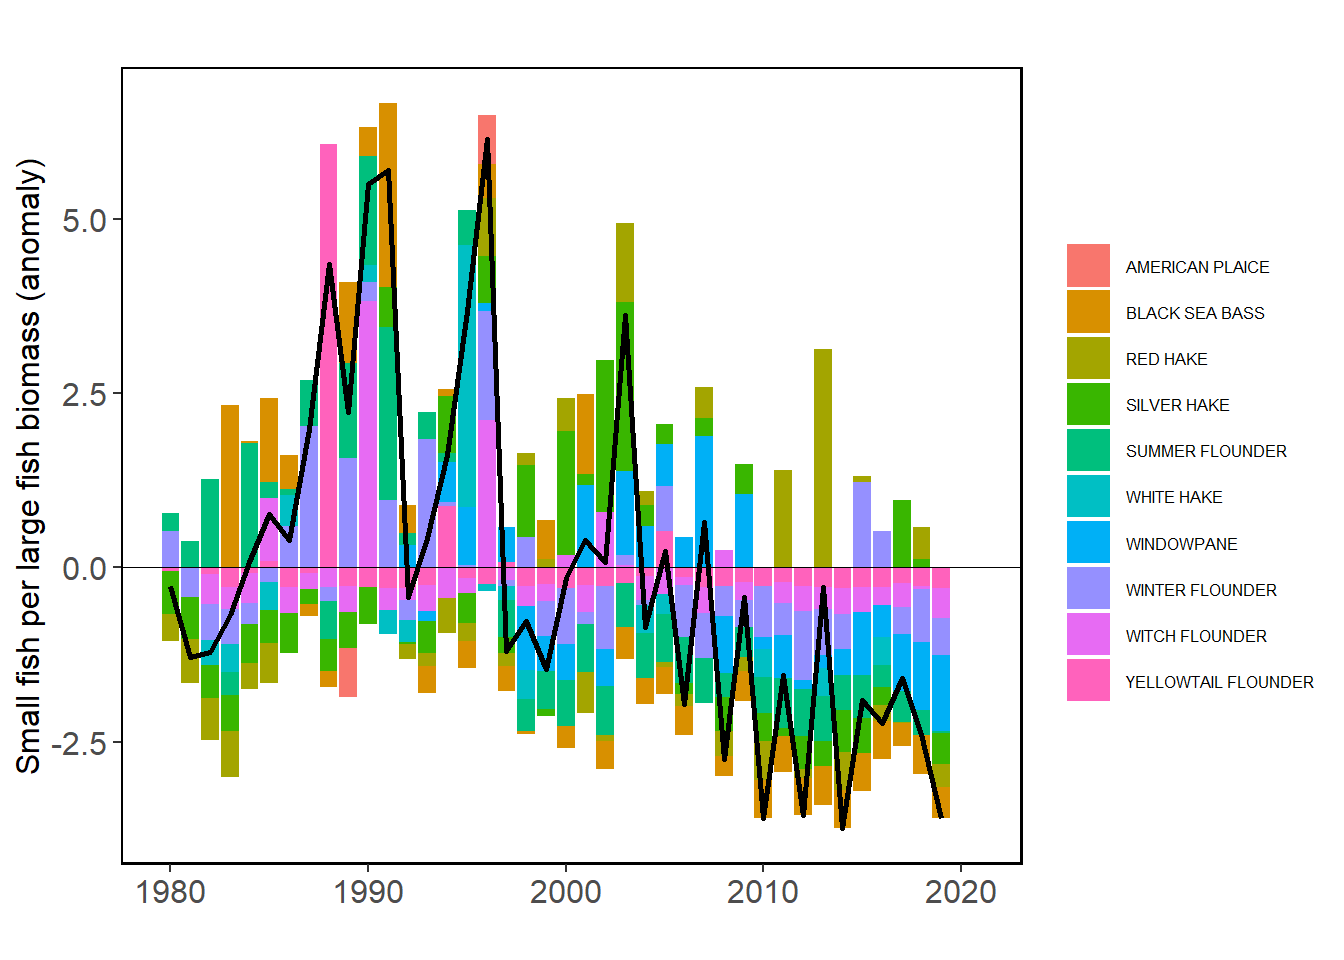 Small fish per large fish biomass (anomaly)
5.0
2.5
0.0
-2.5
1980
1990
2000
2010
2020
AMERICAN PLAICE
BLACK SEA BASS
RED HAKE
SILVER HAKE
SUMMER FLOUNDER
WHITE HAKE
WINDOWPANE
WINTER FLOUNDER
WITCH FLOUNDER
YELLOWTAIL FLOUNDER